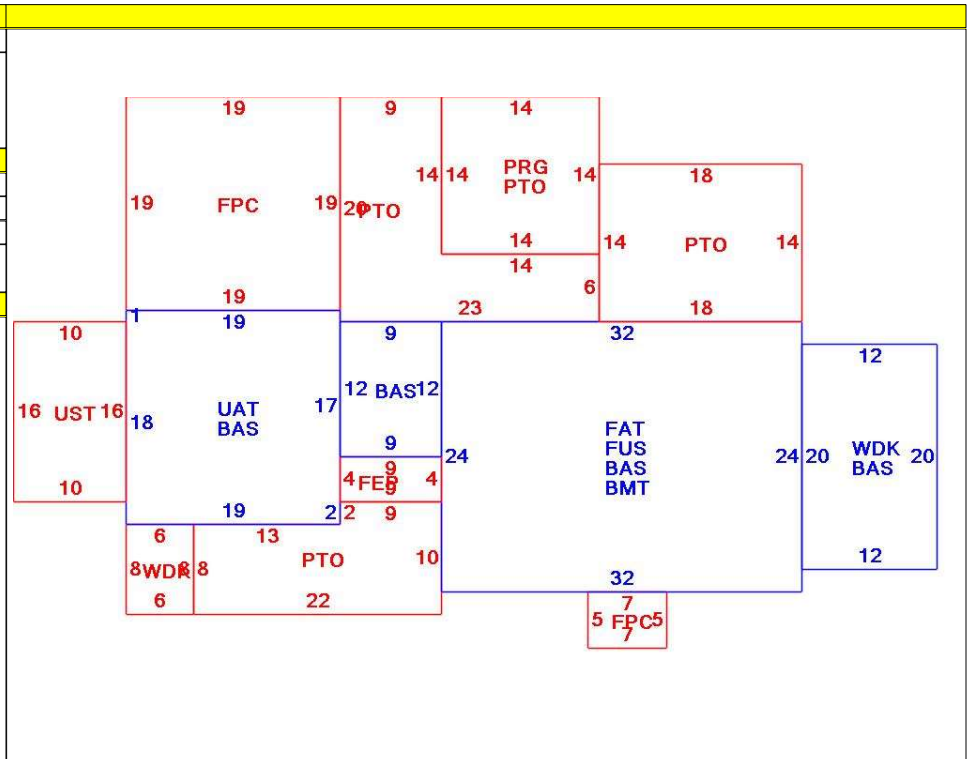 19 9 14
14 14 PRG 14
PTO
18
19 FPC 19 20 PTO
14
14 PTO 14
14
19
6
23 18
1 19
10 9 32
12
12 BAS 12
16 UST 16 18 UAT 17
BAS
FAT
FUS
BAS
BMT
9
24 24 20 WDK 20
BAS
9
4 FEP 4
9
10
19 2 2 9
6 13
10
8 WDK 8 8 PTO
12
6 22
32
7
5 FPC 5
7